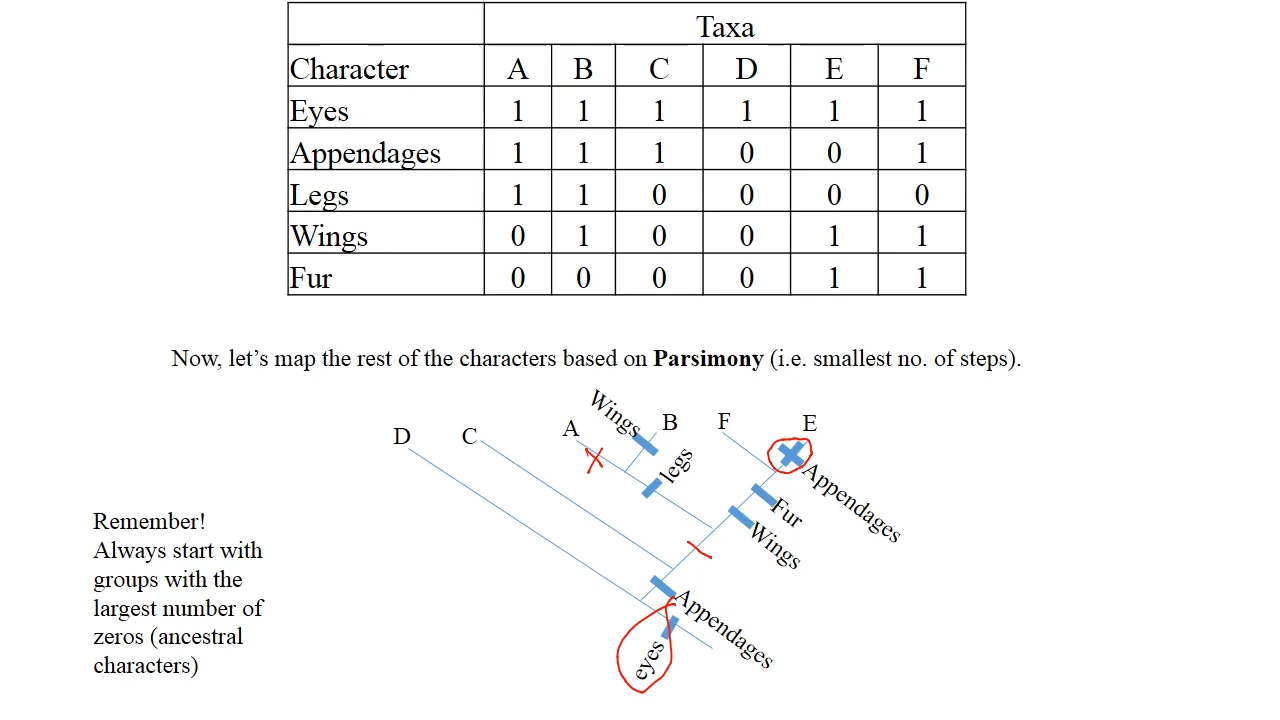 Taxa
Character A B C D E F
Eyes 1 1 1 1 1 1
Appendages 1 1 1 0 0 1
Legs 1 1 0 0 0 0
Wings 0 1 0 0 1 1
Fur 0 0 0 0 1 1
Now, let’s map the rest of the characters based on Parsimony (i.e. smallest no. of steps).
D C A Wings B F E
legs
Appendages
Fur
Wings
Appendages
eyes
Remember!
Always start with
groups with the
largest number of
zeros (ancestral
characters)